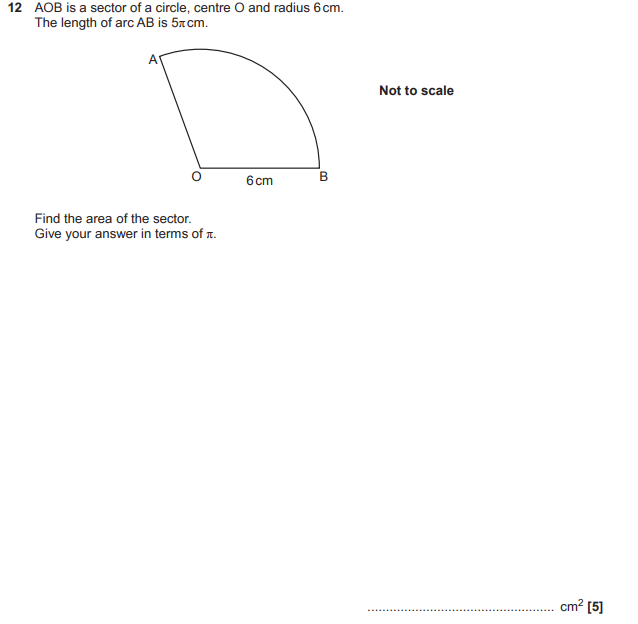 12 AOB is a sector of a circle, centre O and radius 6 cm.
The length of arc AB is 5π cm.
A
Not to scale
O
6 cm
B
Find the area of the sector.
Give your answer in terms of π.
.................................................. cm² [5]